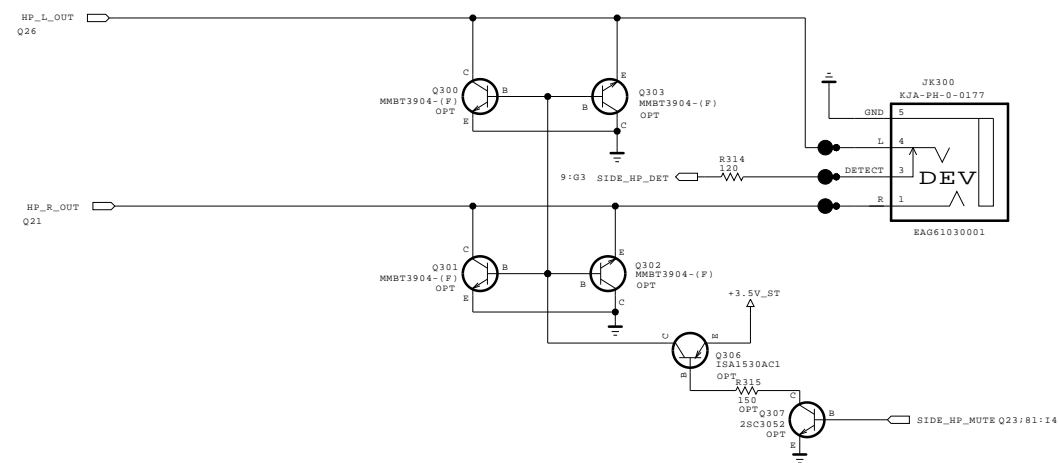 HP_L_OUT
Q26
Q300
MMBT3904-(F)
OPT
C
B
E
Q303
MMBT3904-(F)
OPT
E
B
C
JK300
KJA-PH-0-0177
GND
5
L
4
DETECT
3
R
1
DEV
EAG61030001
R314
120
9:G3
SIDE_HP_DET
HP_R_OUT
Q21
Q301
MMBT3904-(F)
OPT
C
B
E
Q302
MMBT3904-(F)
OPT
E
B
C
+3.5V_ST
C
E
B
Q306
ISA1530AC1
OPT
R315
150
OPT
Q307
2SC3052
OPT
C
B
E
SIDE_HP_MUTE
Q23;81:I4